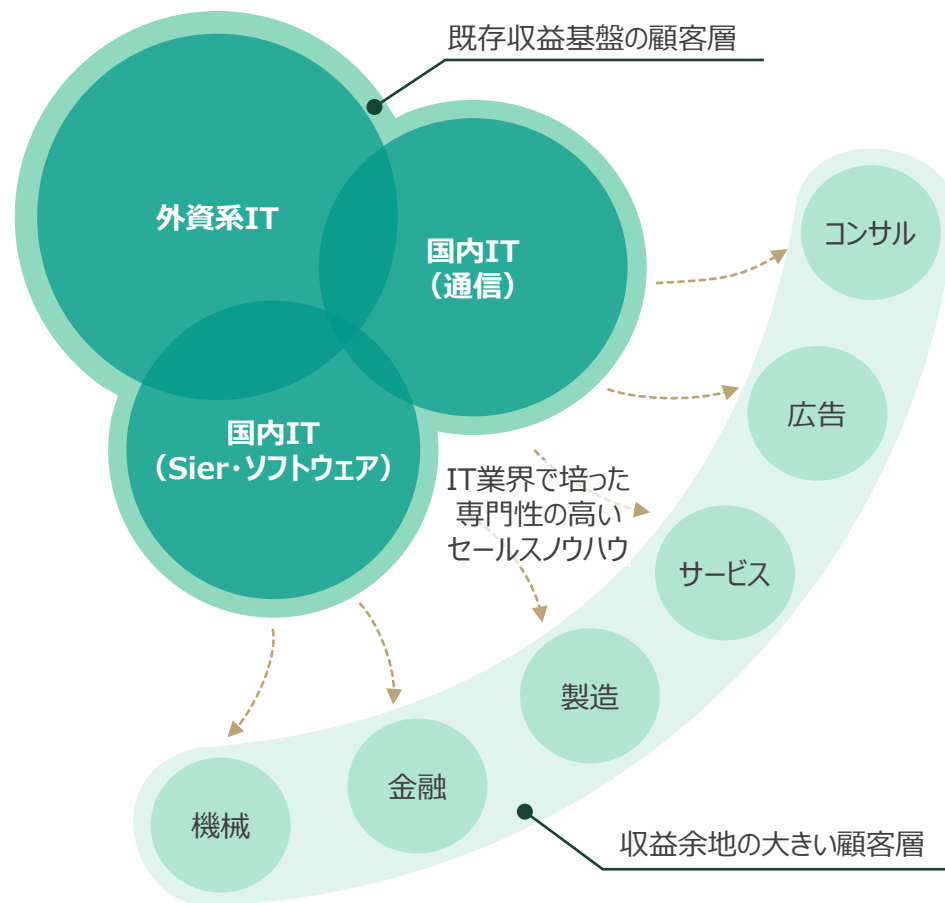 既存収益基盤の顧客層
外資系IT
国内IT
（通信）
コンサル
国内IT
（Sier・ソフトウェア）
広告
IT業界で培った
専門性の高い
セールスノウハウ
サービス
製造
金融
機械
収益余地の大きい顧客層